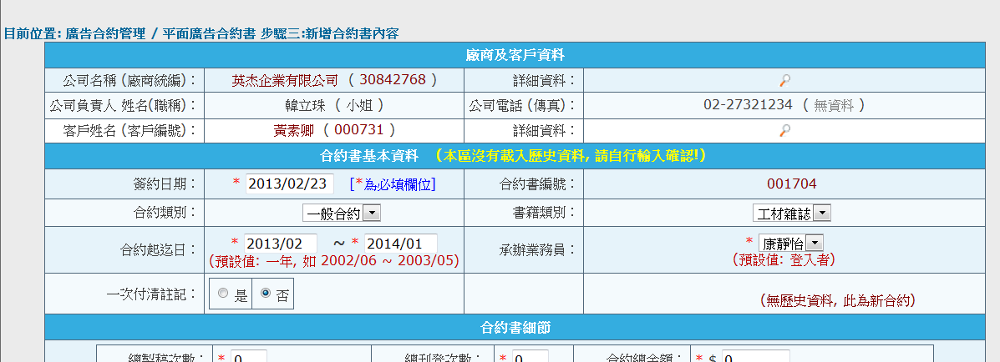 目前位置: 廣告合約管理 / 平面廣告合約書 步驟三:新增合約書內容
廠商及客戶資料
公司名稱 (廠商統編)： 英杰企業有限公司 ( 30842768 ) 詳細資料：
公司負責人 姓名(職稱)： 韓立珠 ( 小姐 ) 公司電話 (傳真)： 02-27321234 ( 無資料 )
客戶姓名 (客戶編號)： 黃素卿 ( 000731 ) 詳細資料：
合約書基本資料 (本區沒有載入歷史資料, 請自行輸入確認!)
簽約日期： * 2013/02/23 [*為必填欄位] 合約書編號： 001704
合約類別： 一般合約 書籍類別： 工材雜誌
合約起迄日： * 2013/02 ~ * 2014/01 承辦業務員： * 康靜怡
(預設值: 一年, 如 2002/06 ~ 2003/05) (預設值: 登入者)
一次付清註記： 是 否 (無歷史資料, 此為新合約)
合約書細節
總製稿次數： * 0 總刊登次數： * 0 合約總金額： * $ 0